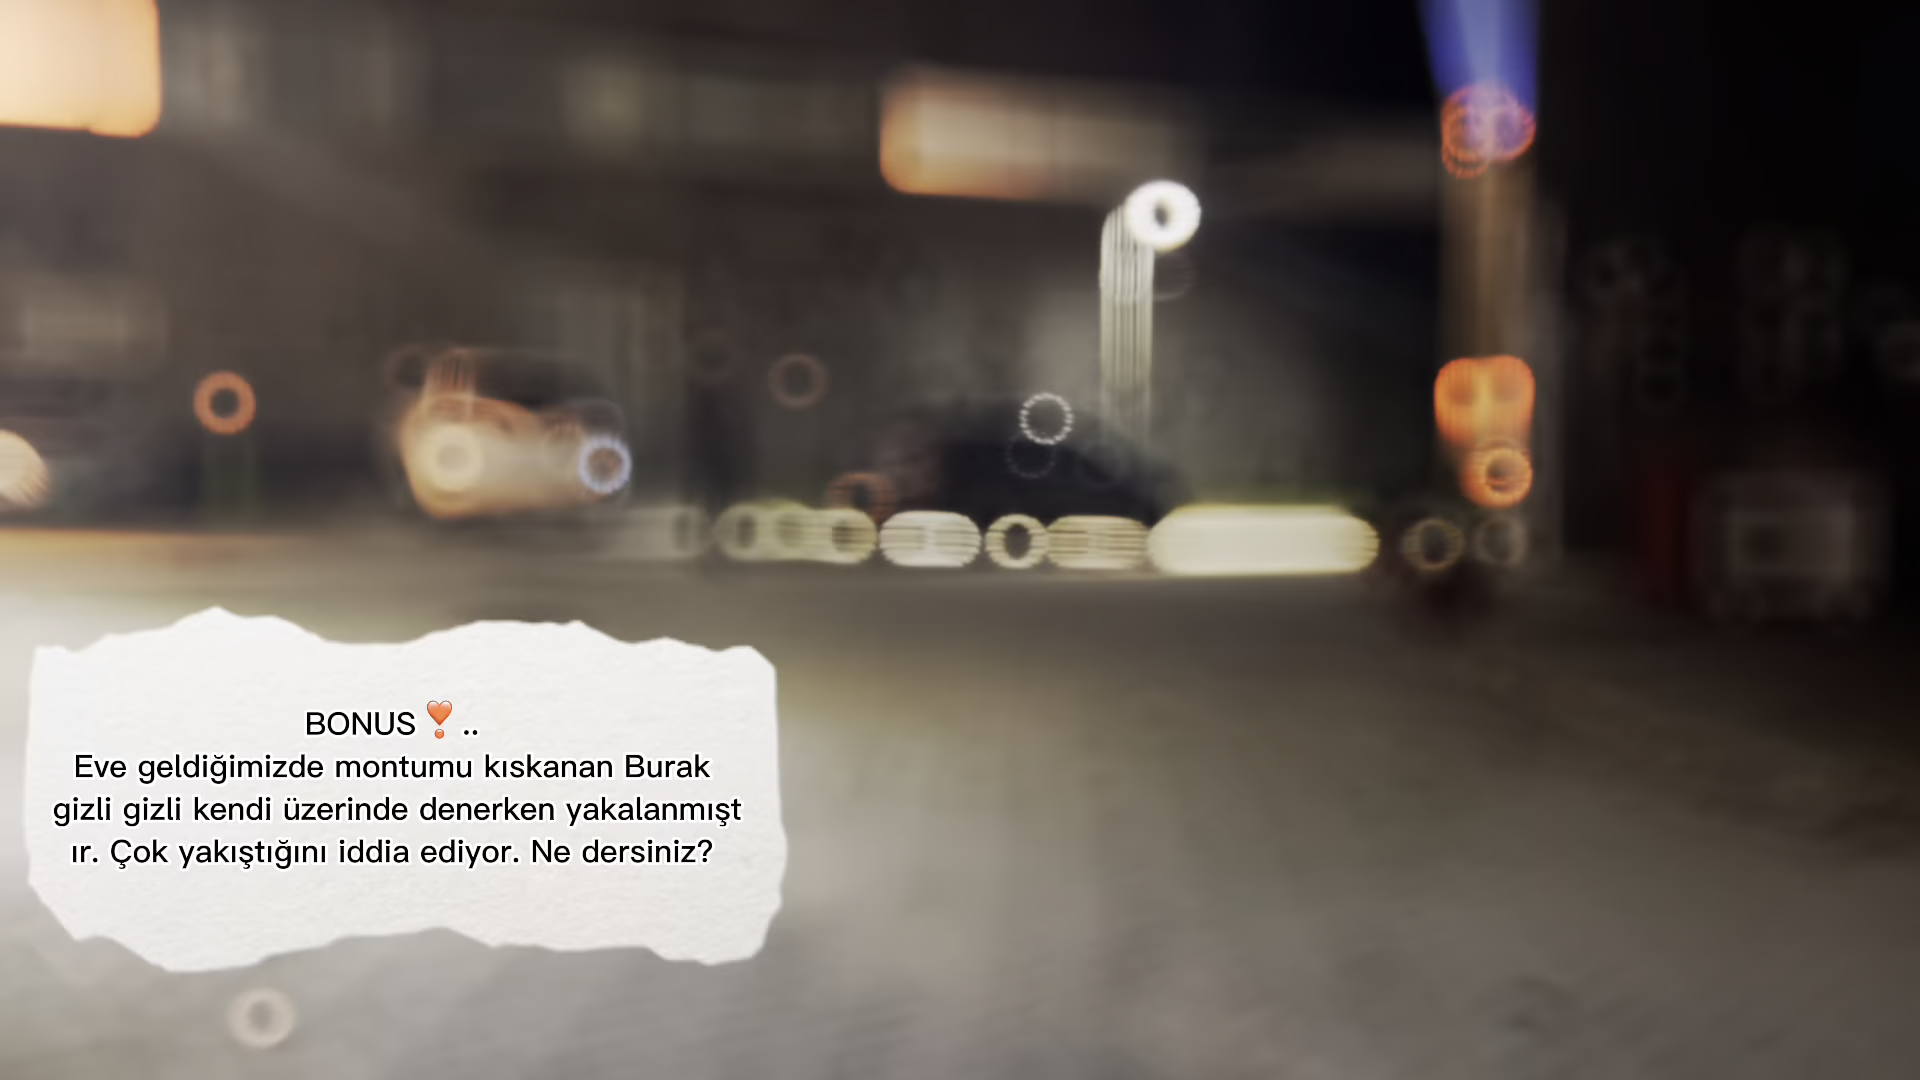 BONUS❣️..
Eve geldiğimizde montumu kıskanan Burak
gizli gizli kendi üzerinde denerken yakalanmışt
ır. Çok yakıştığını iddia ediyor. Ne dersiniz?